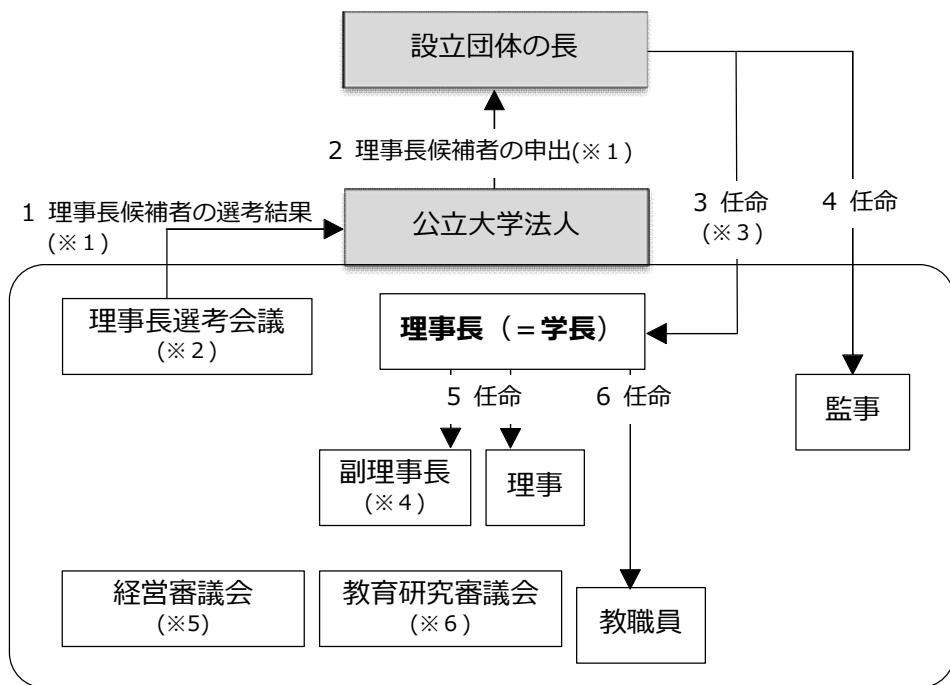 設立団体の長
2 理事長候補者の申出(※1)
1 理事長候補者の選考結果
(※1)
公立大学法人
3 任命
(※3)
4 任命
理事長選考会議
(※2)
理事長（＝学長）
5 任命
6 任命
監事
副理事長
(※4)
理事
経営審議会
(※5)
教育研究審議会
(※6)
教職員